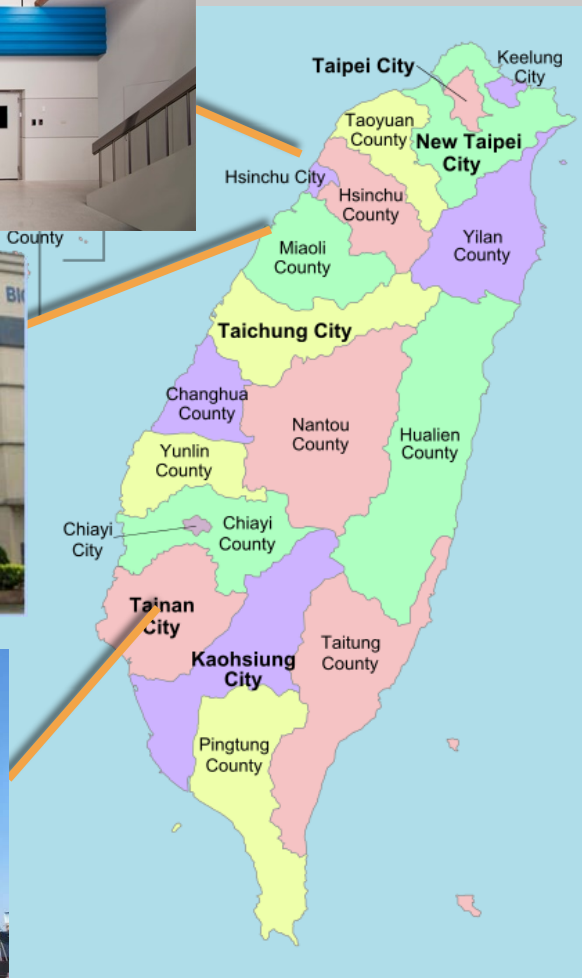 Taipei City
Keelung
City
Taoyuan
County
New Taipei
City
Hsinchu City
Hsinchu
County
County
Yilan
County
Miaoli
County
BIO
Taichung City
Changhua
County
Nantou
County
Hualien
County
Yunlin
County
Chiayi
City
Chiayi
County
Tainan
City
Kaohsiung
City
Taitung
County
Pingtung
County